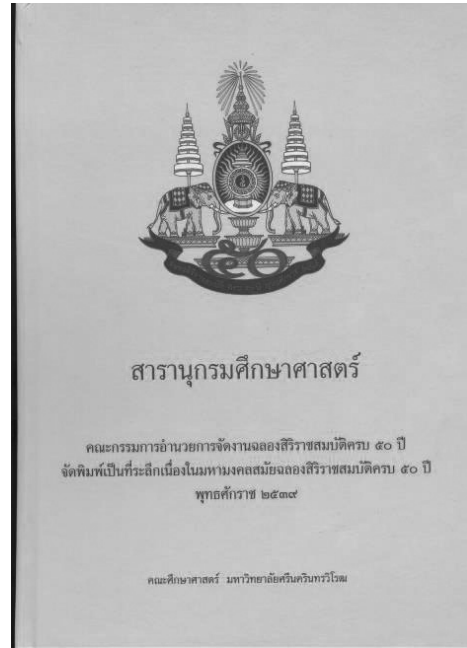 ๕๐
สารานุกรมศึกษาศาสตร์
คณะกรรมการอำนวยการจัดงานฉลองสิริราชสมบัติครบ ๕๐ ปี
จัดพิมพ์เป็นที่ระลึกเนื่องในมหามงคลสมัยฉลองสิริราชสมบัติครบ ๕๐ ปี
พุทธศักราช ๒๕๓๙
คณะศึกษาศาสตร์ มหาวิทยาลัยศรีนครินทรวิโรฒ